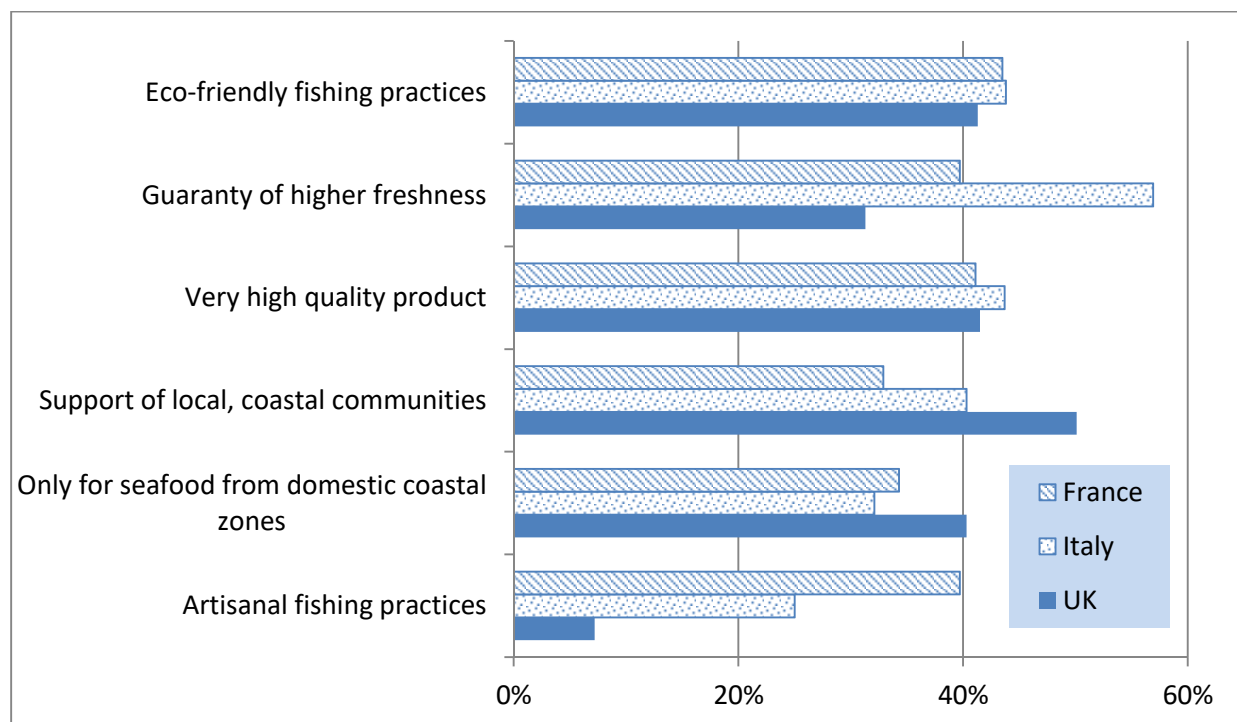 Eco-friendly fishing practices
Guaranty of higher freshness
Very high quality product
Support of local, coastal communities
Only for seafood from domestic coastal
zones
Artisanal fishing practices
France
Italy
UK
0%
20%
40%
60%